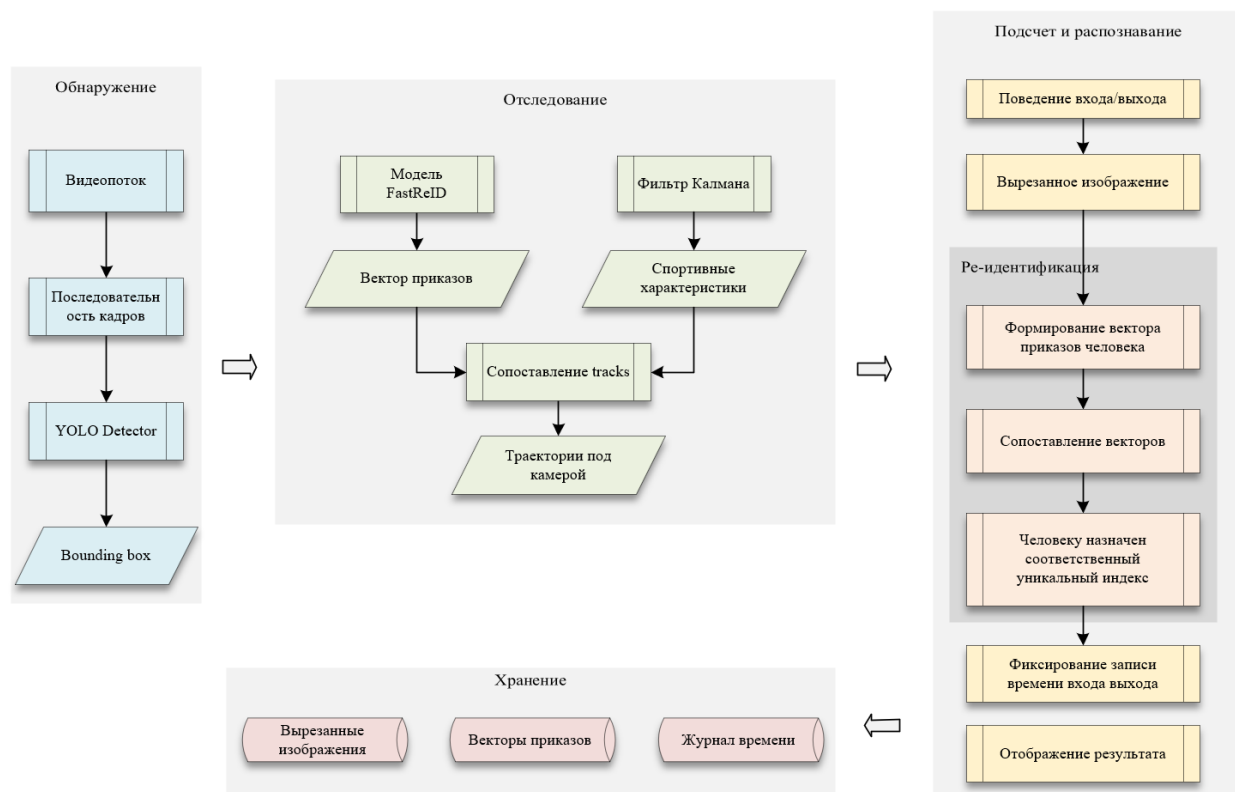 Обнаружение
Видеопоток
Последовательн
ость кадров
YOLO Detector
Bounding box
Отследование
Модель
FastReID
Фильтр Калмана
Вектор приказов
Спортивные
характеристики
Сопоставление tracks
Траектории под
камерой
Подсчет и распознавание
Поведение входа/выхода
Вырезанное изображение
Ре-идентификация
Формирование вектора
приказов человека
Сопоставление векторов
Человеку назначен
соответственный
уникальный индекс
Фиксирование записи
времени входа выхода
Отображение результата
Хранение
Вырезанные
изображения
Векторы приказов
Журнал времени